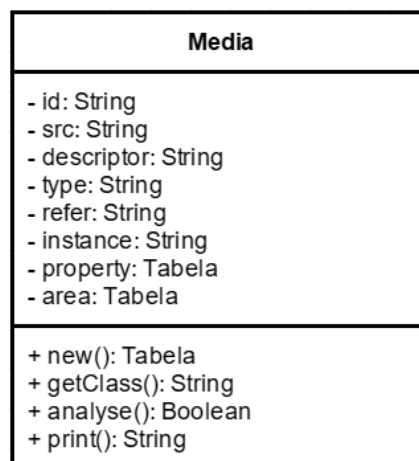 Media
- id: String
- src: String
- descriptor: String
- type: String
- refer: String
- instance: String
- property: Tabela
- area: Tabela
+ new(): Tabela
+ getClass(): String
+ analyse(): Boolean
+ print(): String